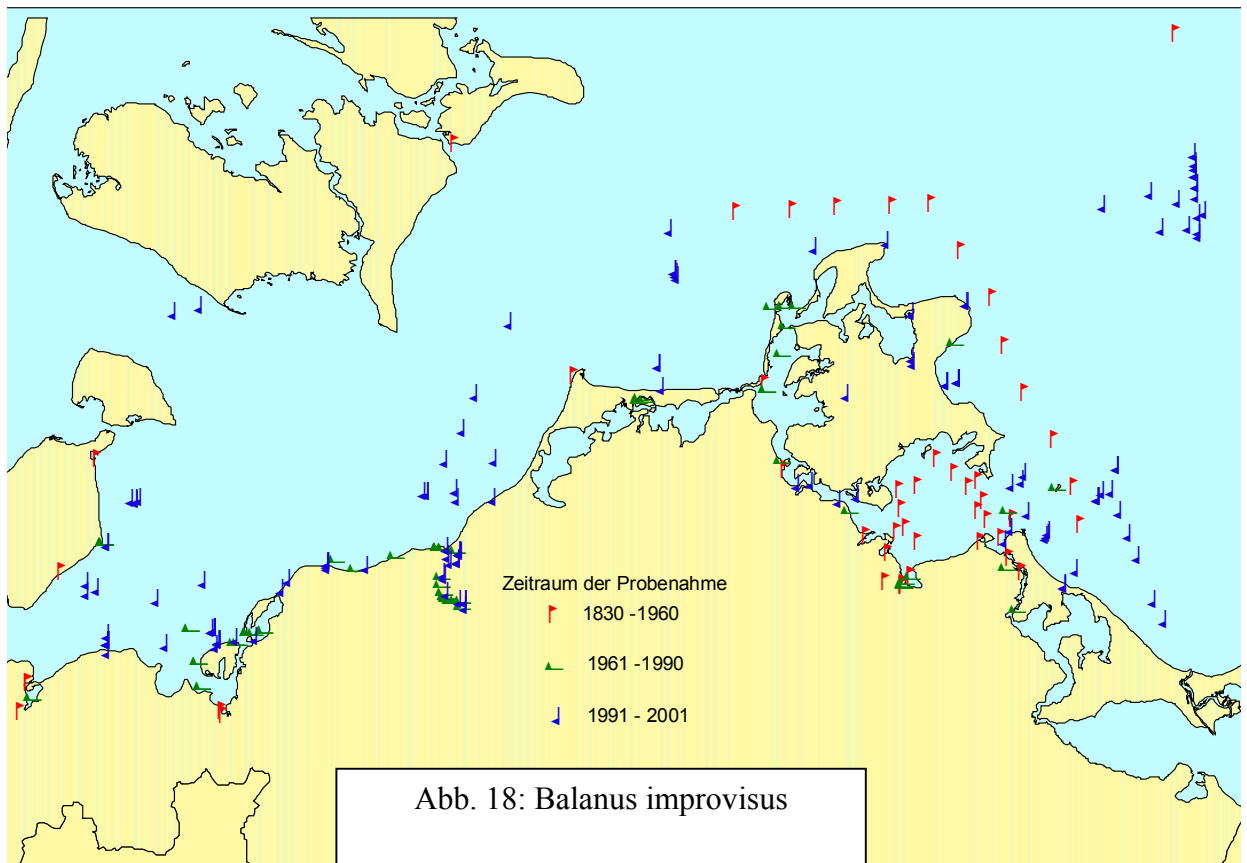 Zeitraum der Probenahme
1830 -1960
1961 -1990
1991 - 2001
Abb. 18: Balanus improvisus